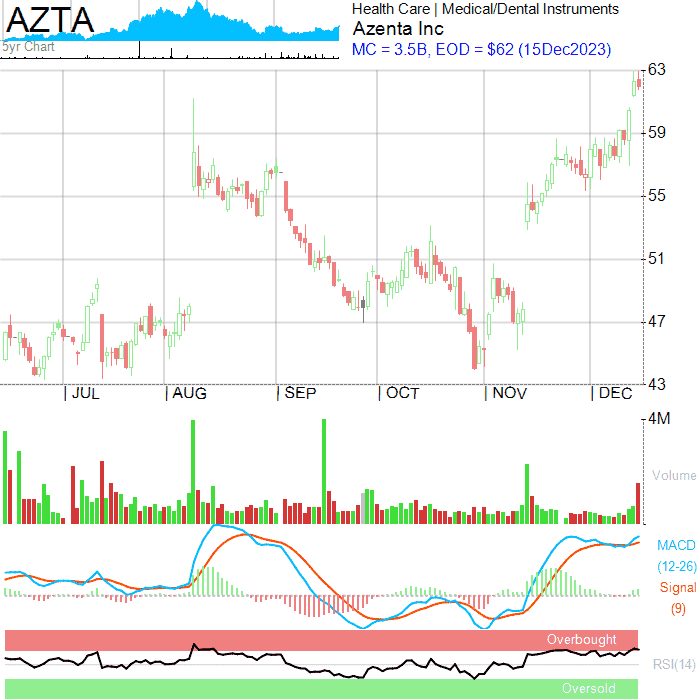 AZTA
5yr Chart
Health Care | Medical/Dental Instruments
Azenta Inc
MC = 3.5B, EOD = $62 (15Dec2023)
63
59
55
51
47
43
| JUL | AUG | SEP | OCT | NOV | DEC
4M
Volume
MACD
(12-26)
Signal
(9)
Overbought
RSI(14)
Oversold